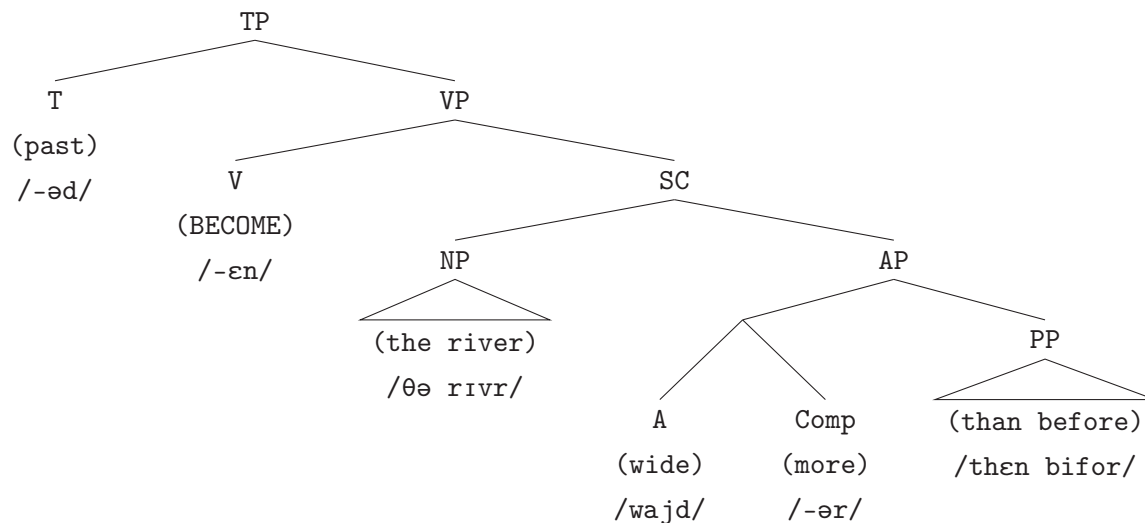 TP
T VP
(past)
/-əd/ V SC
(BECOME)
/-ɛn/ NP AP
(the river) PP
/θə rɪvr/
A Comp (than before)
(wide) (more) /thɛn bifor/
/wajd/ /-ər/